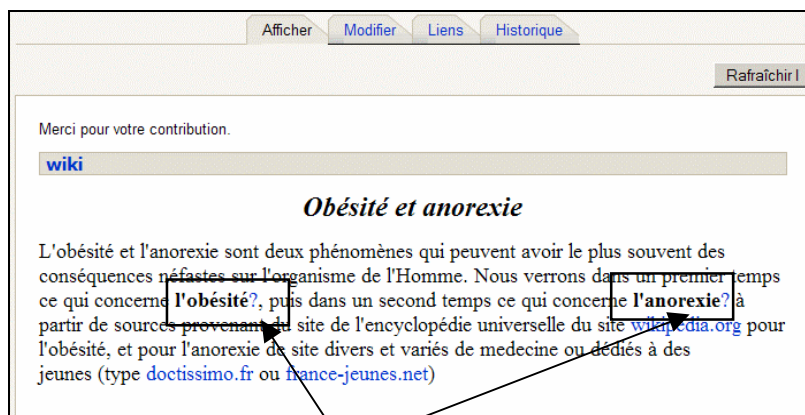 Afficher Modifier Liens Historique
Rafraîchir l
Merci pour votre contribution.
wiki
Obésité et anorexie
L'obésité et l'anorexie sont deux phénomènes qui peuvent avoir le plus souvent des
conséquences néfastes sur l'organisme de l'Homme. Nous verrons dans un premier temps
ce qui concerne l'obésité?, puis dans un second temps ce qui concerne l'anorexie? à
partir de sources provenant du site de l'encyclopédie universelle du site wikipedia.org pour
l'obésité, et pour l'anorexie de site divers et variés de medecine ou dédiés à des
jeunes (type doctissimo.fr ou france-jeunes.net)